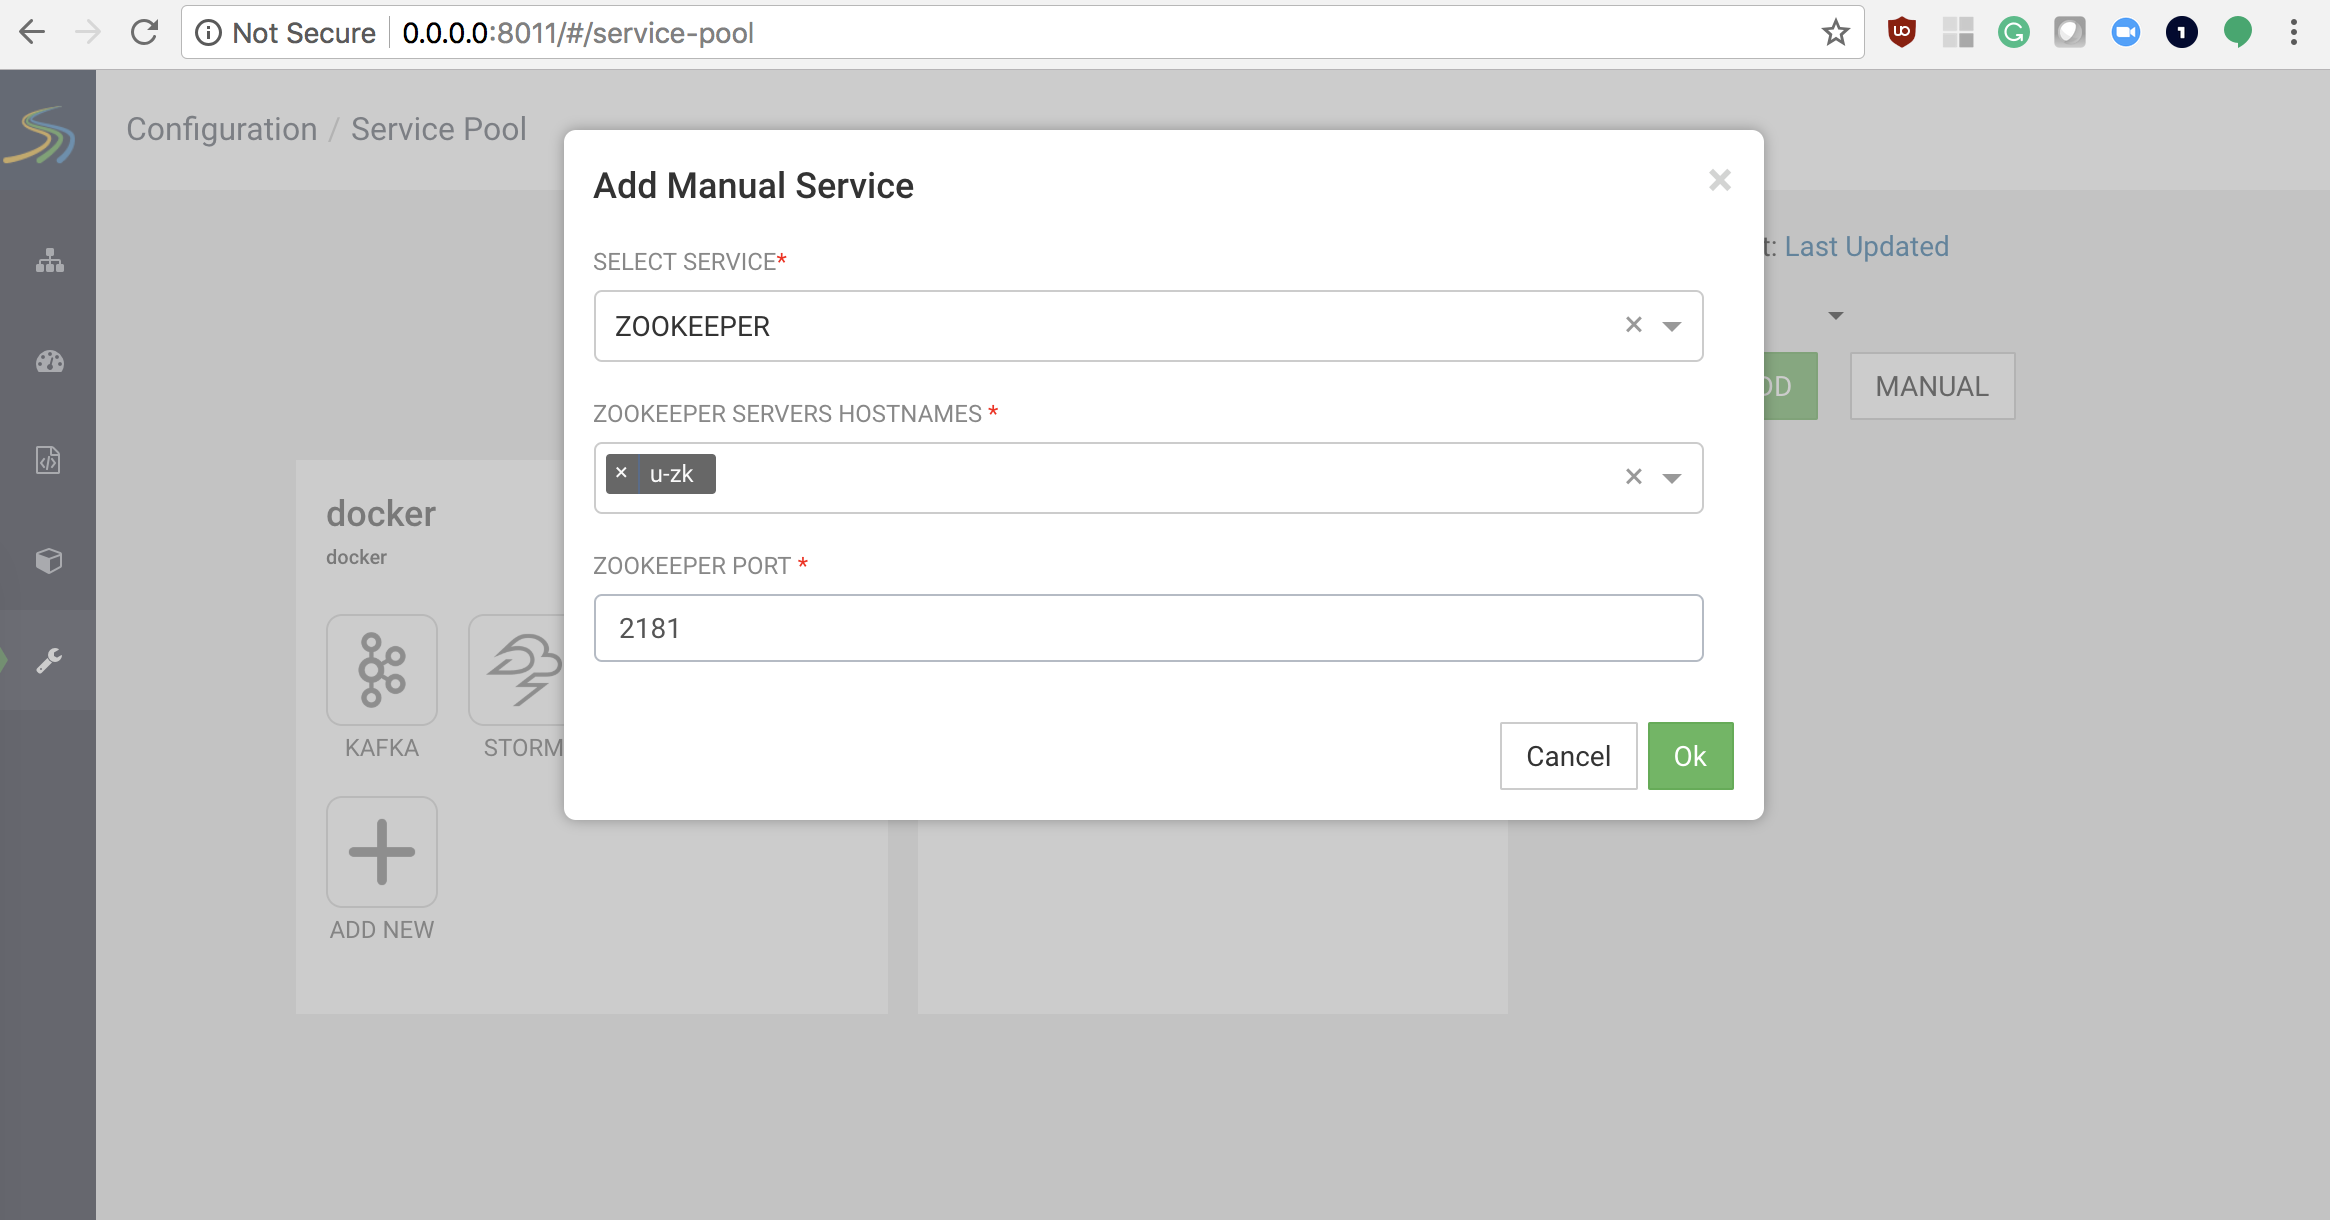 Not Secure
0.0.0.0:8011/#/service-pool
Configuration / Service Pool
Add Manual Service
×
SELECT SERVICE*
ZOOKEEPER
ZOOKEEPER SERVERS HOSTNAMES *
× u-zk
ZOOKEEPER PORT *
2181
Cancel
Ok
t: Last Updated
DD
MANUAL
docker
docker
KAFKA
STORM
ADD NEW